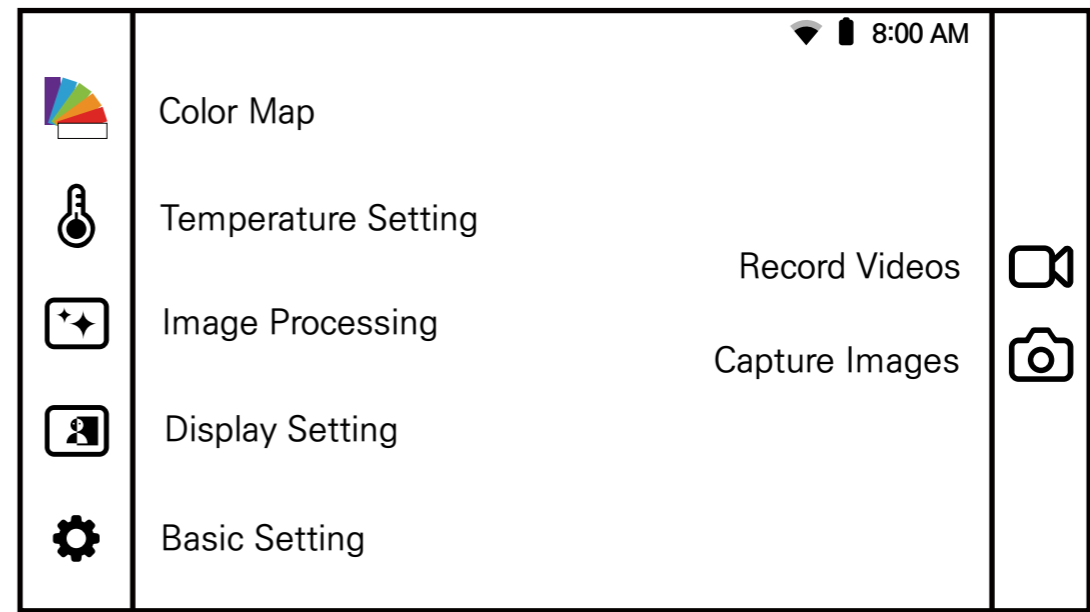 8:00 AM
Color Map
Temperature Setting
Record Videos
Image Processing
Capture Images
Display Setting
Basic Setting